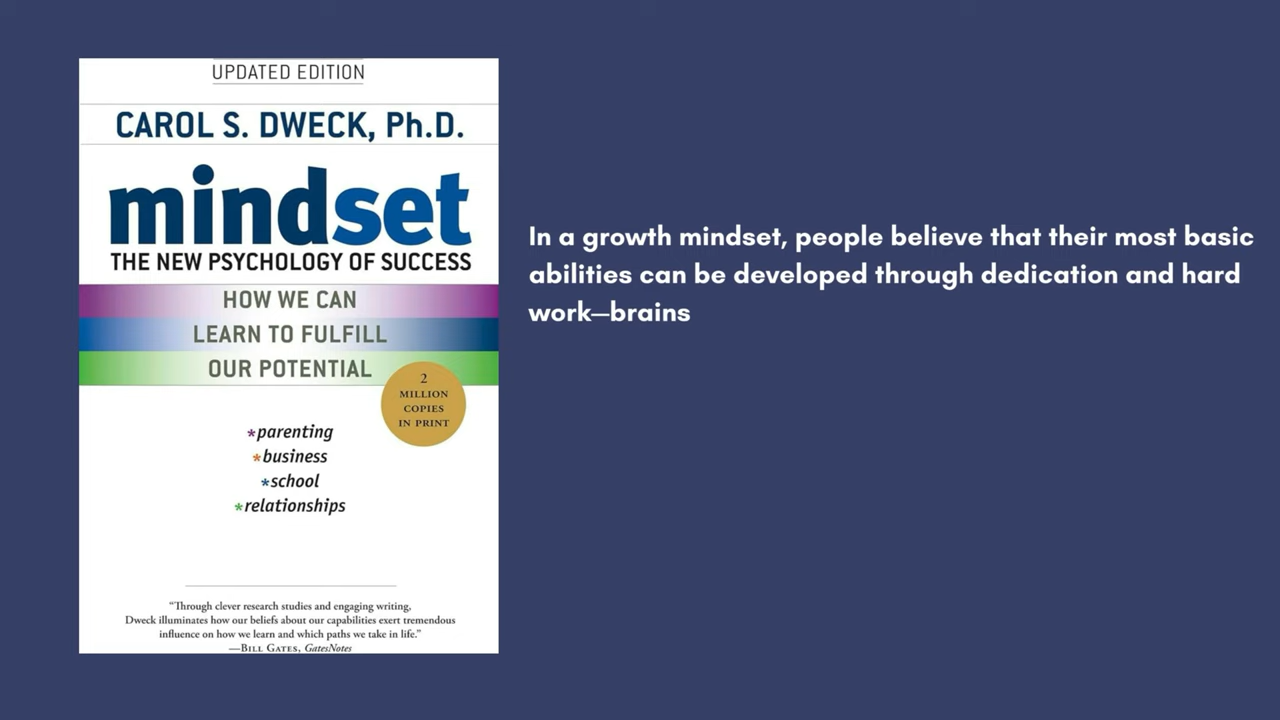 UPDATED EDITION
CAROL S. DWECK, Ph.D.
mindset
THE NEW PSYCHOLOGY OF SUCCESS
HOW WE CAN
LEARN TO FULFILL
OUR POTENTIAL
2
MILLION
COPIES
IN PRINT
*parenting
*business
*school
*relationships
“Through clever research studies and engaging writing,
Dweck illuminates how our beliefs about our capabilities exert tremendous
influence on how we learn and which paths we take in life.”
—BILL GATES, GatesNotes
In a growth mindset, people believe that their most basic
abilities can be developed through dedication and hard
work—brains